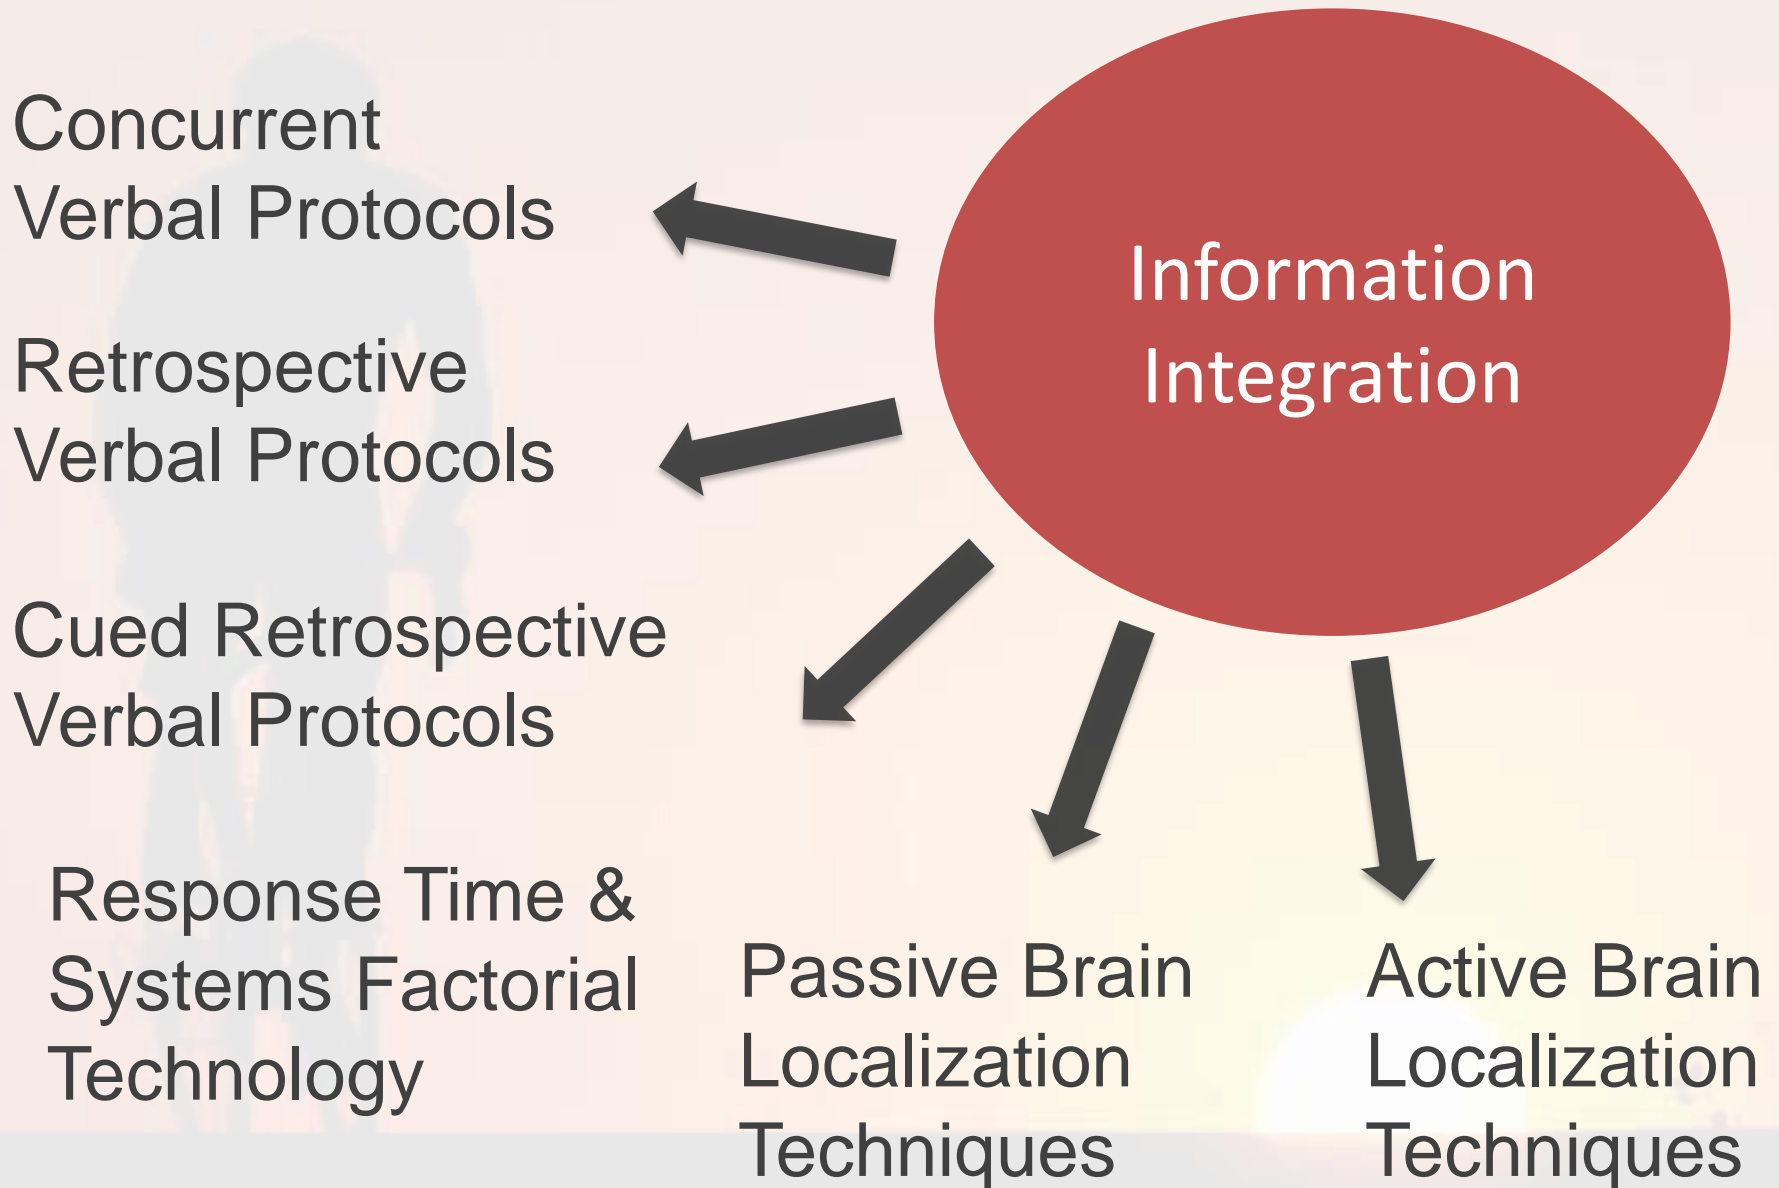 Concurrent
Verbal Protocols
Information
Integration
Retrospective
Verbal Protocols
Cued Retrospective
Verbal Protocols
Response Time &
Systems Factorial
Technology
Passive Brain
Localization
Techniques
Active Brain
Localization
Techniques